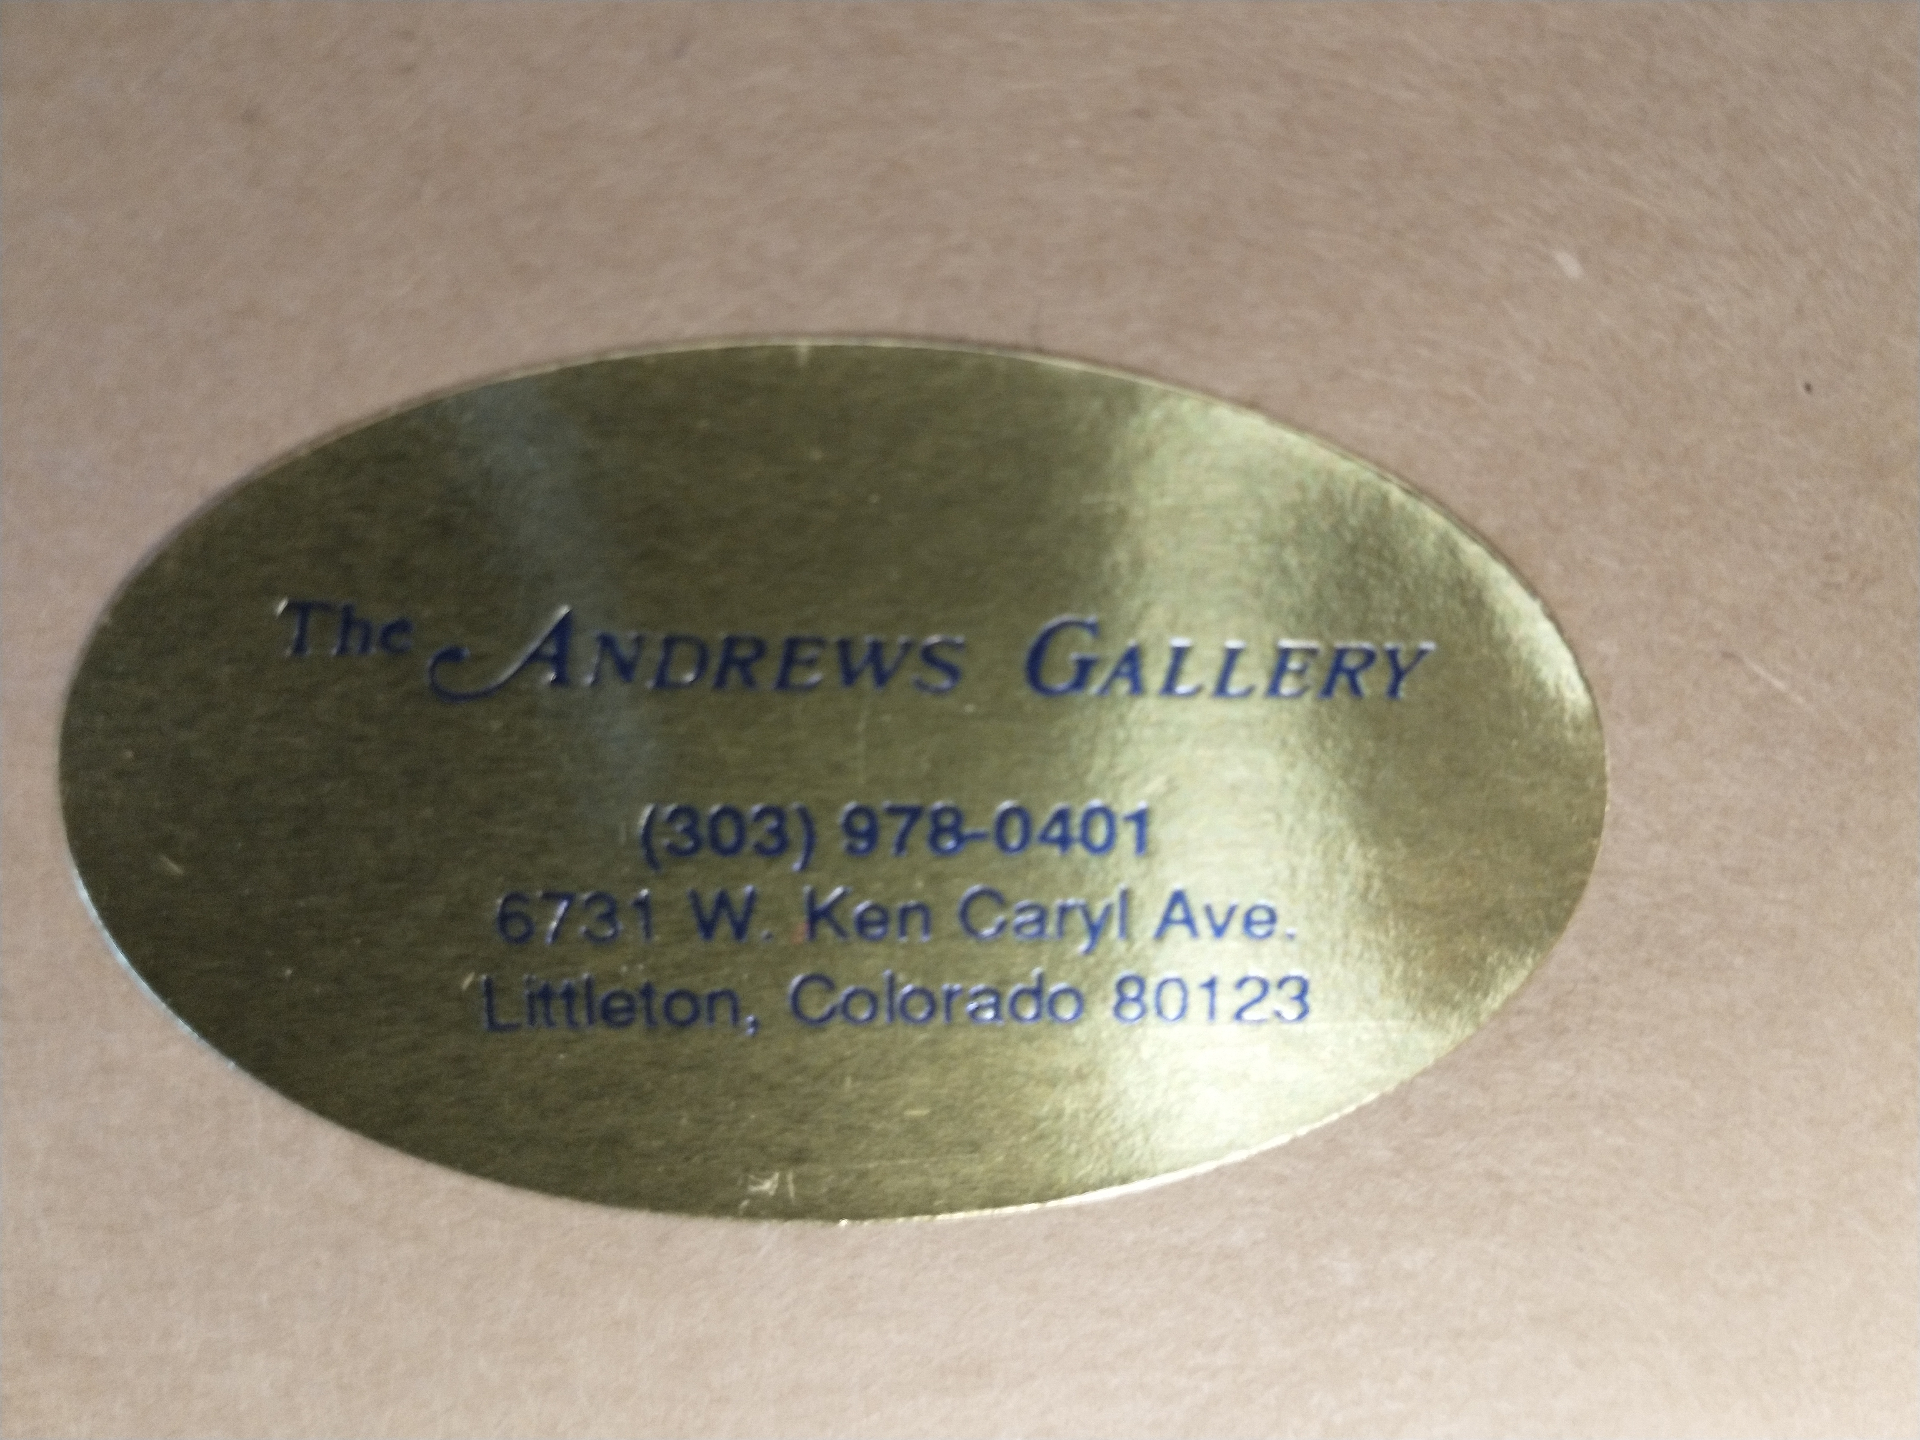 The ANDREWS GALLERY
(303) 978-0401
6731 W. Ken Caryl Ave.
Littleton, Colorado 80123